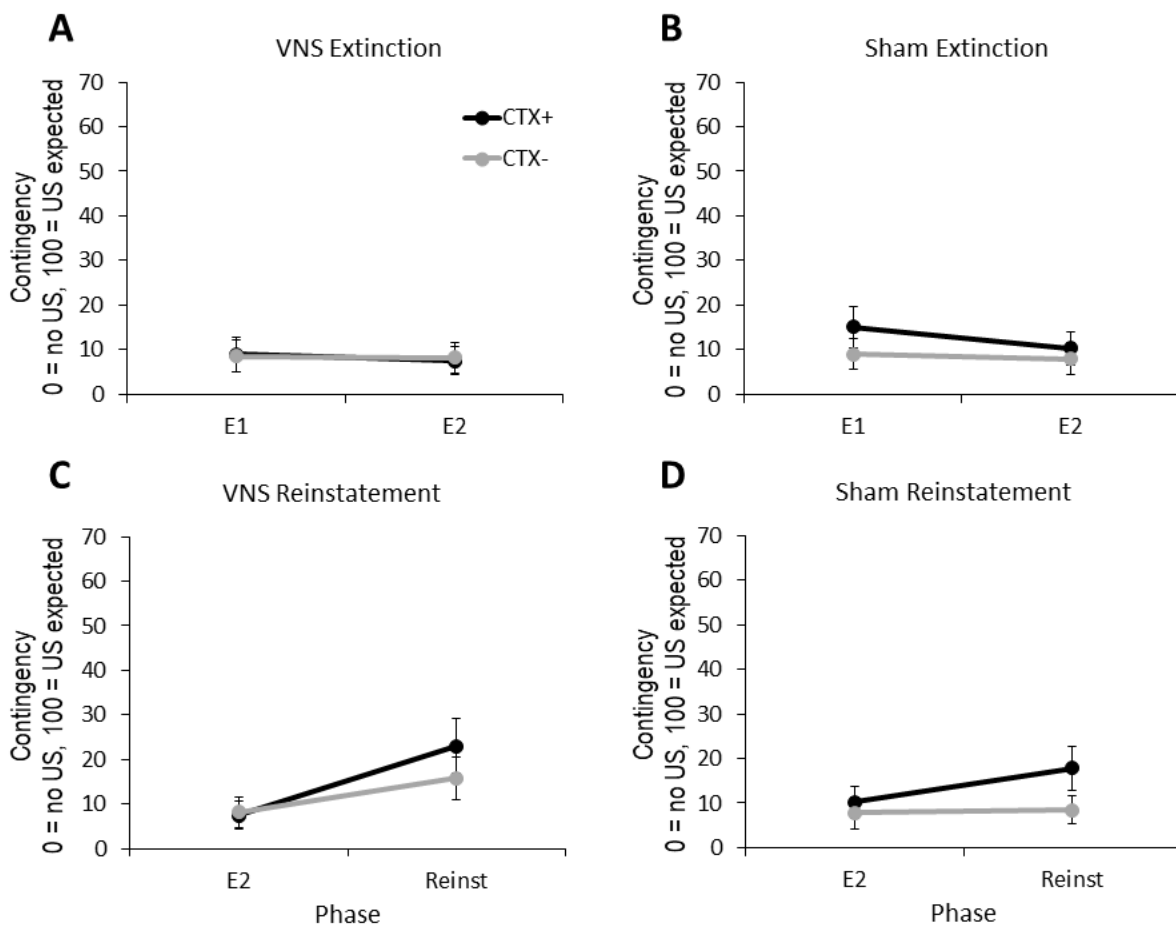 A
VNS Extinction
Contingency
0 = no US, 100 = US expected
70
60
50
40
30
20
10
0
E1
E2
CTX+
CTX-
B
Sham Extinction
Contingency
0 = no US, 100 = US expected
70
60
50
40
30
20
10
0
E1
E2
C
VNS Reinstatement
Contingency
0 = no US, 100 = US expected
70
60
50
40
30
20
10
0
E2
Reinst
Phase
D
Sham Reinstatement
Contingency
0 = no US, 100 = US expected
70
60
50
40
30
20
10
0
E2
Reinst
Phase